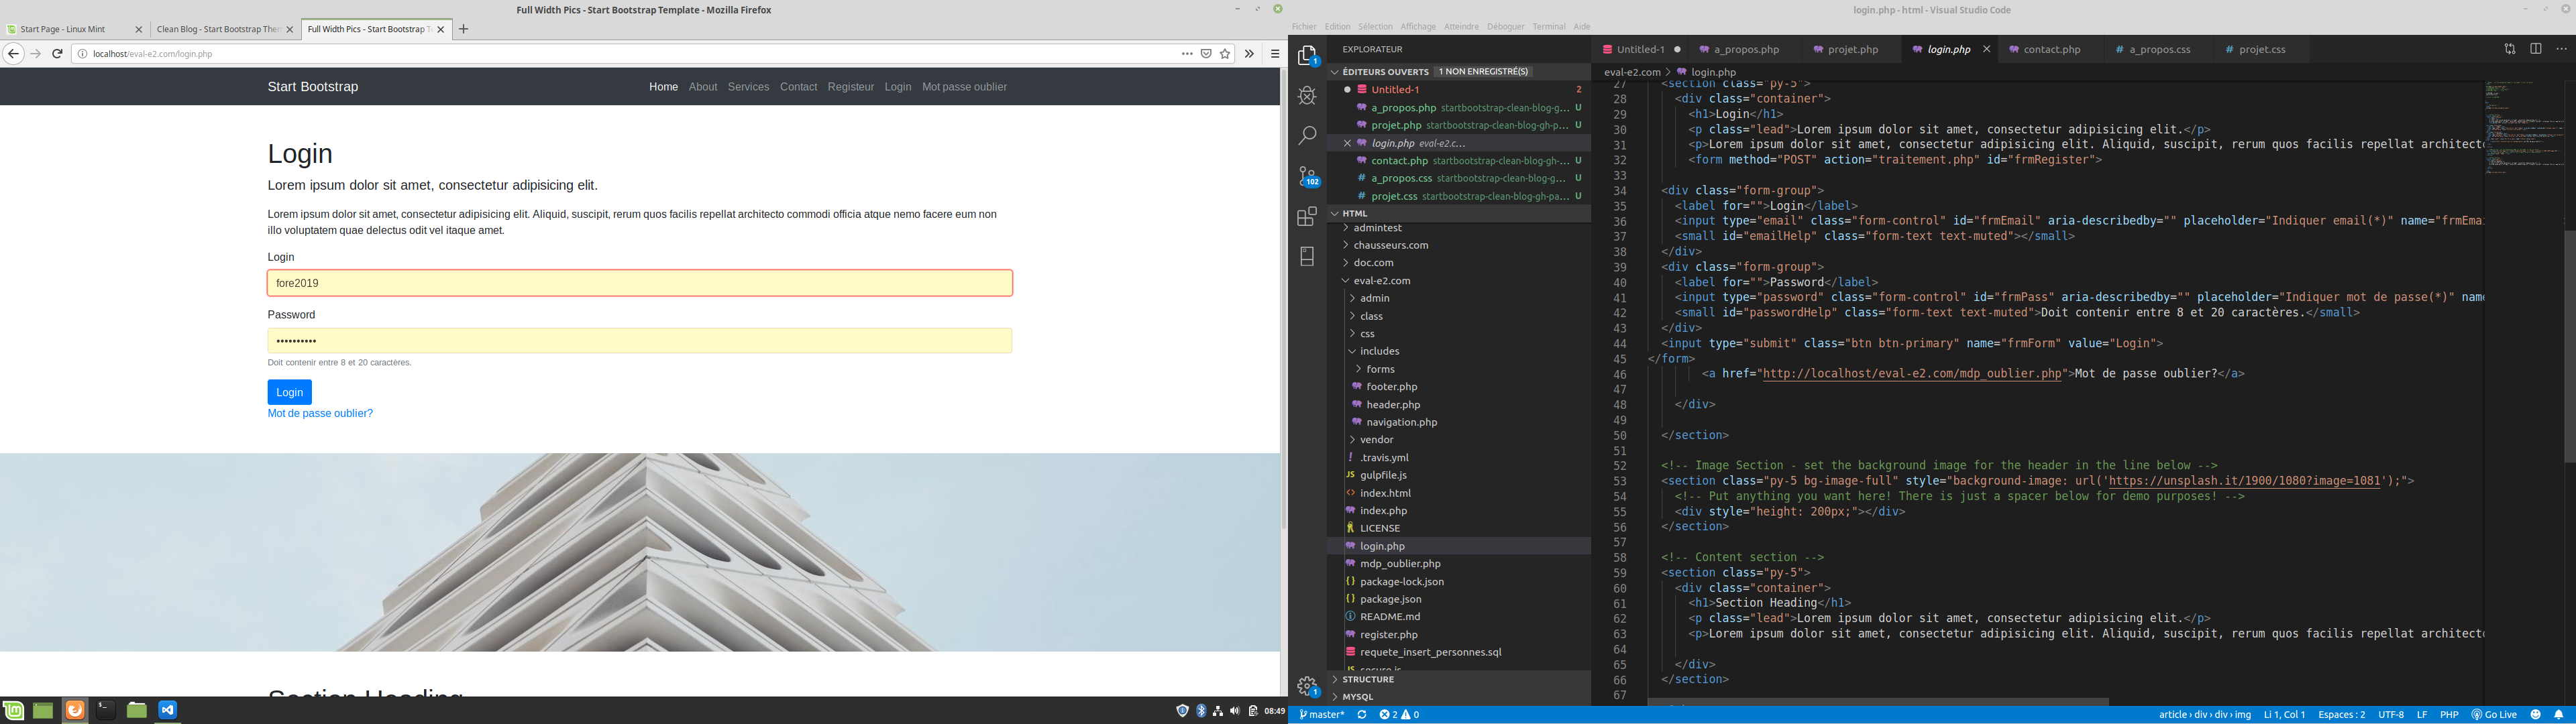 Full Width Pics - Start Bootstrap Template - Mozilla Firefox
Start Page - Linux Mint
Clean Blog - Start Bootstrap Then
Full Width Pics - Start Bootstrap Te
localhost/eval-e2.com/login.php
Start Bootstrap
Home About Services Contact Registeur Login Mot passe oublier
Login
Lorem ipsum dolor sit amet, consectetur adipisicing elit.
Lorem ipsum dolor sit amet, consectetur adipisicing elit. Aliquid, suscipit, rerum quos facilis repellat architecto commodi officia atque nemo facere eum non
illo voluptatem quae delectus odit vel itaque amet.
Login
fore2019
Password
••••••••••
Doit contenir entre 8 et 20 caractères.
Login
Mot de passe oublier?
Section Heading
08:49
login.php - html - Visual Studio Code
Fichier Edition Sélection Affichage Atteindre Déboguer Terminal Aide
EXPLORATEUR
ÉDITEURS OUVERTS 1 NON ENREGISTRÉ(S)
Untitled-1 2
a_propos.php startbootstrap-clean-blog-g... U
projet.php startbootstrap-clean-blog-gh-p... U
login.php eval-e2.c...
contact.php startbootstrap-clean-blog-gh-... U
a_propos.css startbootstrap-clean-blog-g... U
projet.css startbootstrap-clean-blog-gh-pa... U
HTML
admintest
chausseurs.com
doc.com
eval-e2.com
admin
class
css
includes
forms
footer.php
header.php
navigation.php
vendor
.travis.yml
gulpfile.js
index.html
index.php
LICENSE
login.php
mdp_oublier.php
package-lock.json
package.json
README.md
register.php
requete_insert_personnes.sql
secure.js
STRUCTURE
MYSQL
1
102
1
Untitled-1 a_propos.php projet.php login.php contact.php a_propos.css projet.css
eval-e2.com > login.php
27 <section class="py-5">
28 <div class="container">
29 <h1>Login</h1>
30 <p class="lead">Lorem ipsum dolor sit amet, consectetur adipisicing elit.</p>
31 <p>Lorem ipsum dolor sit amet, consectetur adipisicing elit. Aliquid, suscipit, rerum quos facilis repellat architecto
32 <form method="POST" action="traitement.php" id="frmRegister">
33
34 <div class="form-group">
35 <label for="">Login</label>
36 <input type="email" class="form-control" id="frmEmail" aria-describedby="" placeholder="Indiquer email(*)" name="frmEmai
37 <small id="emailHelp" class="form-text text-muted"></small>
38 </div>
39 <div class="form-group">
40 <label for="">Password</label>
41 <input type="password" class="form-control" id="frmPass" aria-describedby="" placeholder="Indiquer mot de passe(*)" name
42 <small id="passwordHelp" class="form-text text-muted">Doit contenir entre 8 et 20 caractères.</small>
43 </div>
44 <input type="submit" class="btn btn-primary" name="frmForm" value="Login">
45 </form>
46 <a href="http://localhost/eval-e2.com/mdp_oublier.php">Mot de passe oublier?</a>
47
48 </div>
49
50 </section>
51
52 <!-- Image Section - set the background image for the header in the line below -->
53 <section class="py-5 bg-image-full" style="background-image: url('https://unsplash.it/1900/1080?image=1081');">
54 <!-- Put anything you want here! There is just a spacer below for demo purposes! -->
55 <div style="height: 200px;"></div>
56 </section>
57
58 <!-- Content section -->
59 <section class="py-5">
60 <div class="container">
61 <h1>Section Heading</h1>
62 <p class="lead">Lorem ipsum dolor sit amet, consectetur adipisicing elit.</p>
63 <p>Lorem ipsum dolor sit amet, consectetur adipisicing elit. Aliquid, suscipit, rerum quos facilis repellat architecto
64
65 </div>
66 </section>
67
master* 2 0
article > div > div > img Li 1, Col 1 Espaces : 2 UTF-8 LF PHP Go Live